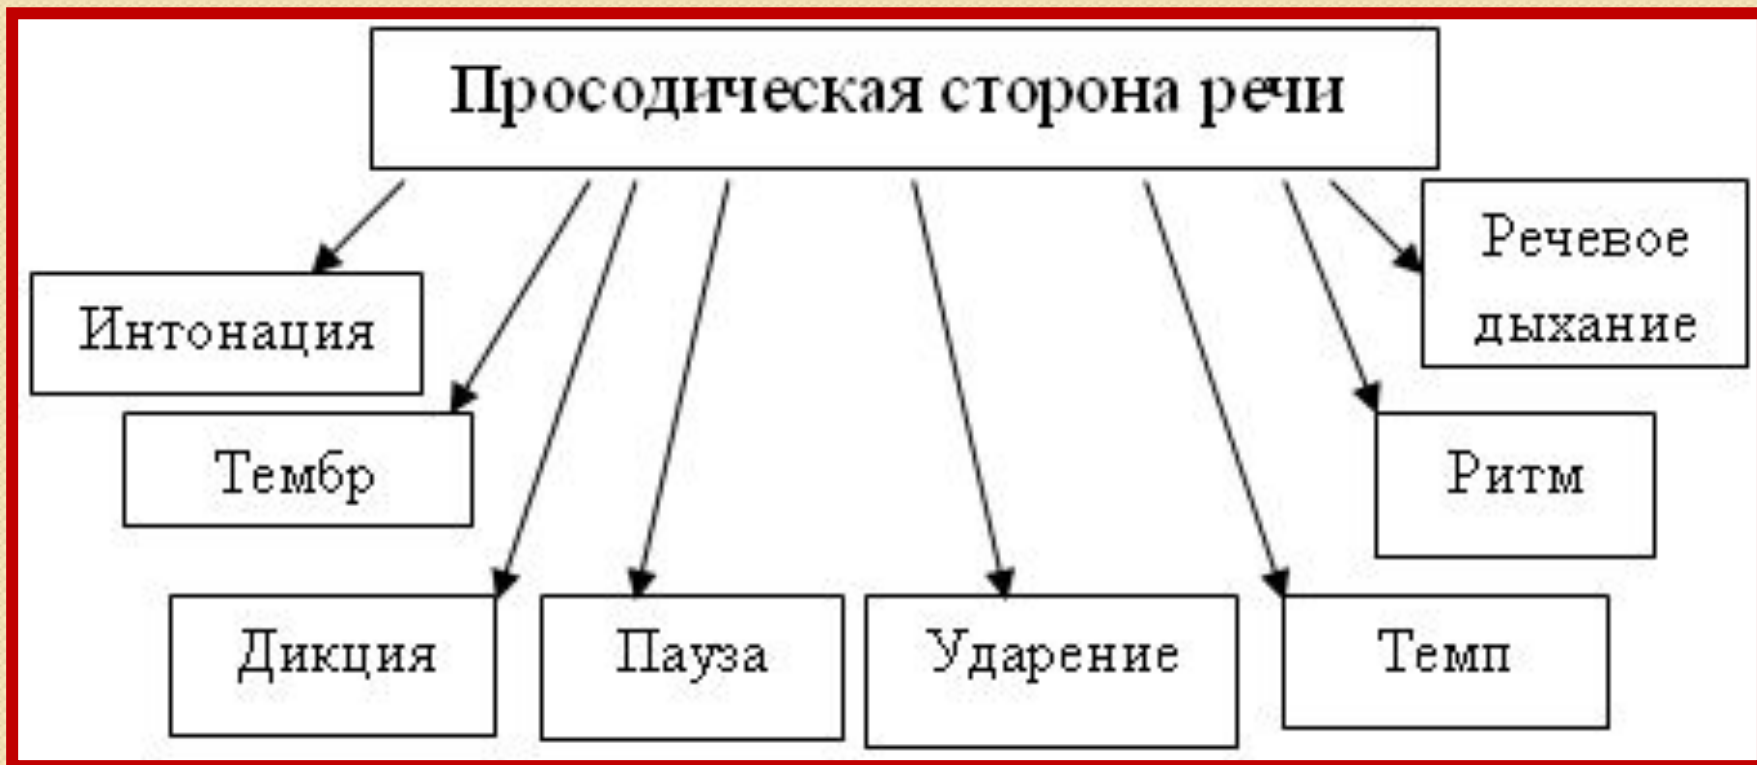 Просодическая сторона речи
Речевое
дыхание
Интонация
Тембр
Ритм
Дикция
Пауза
Ударение
Темп